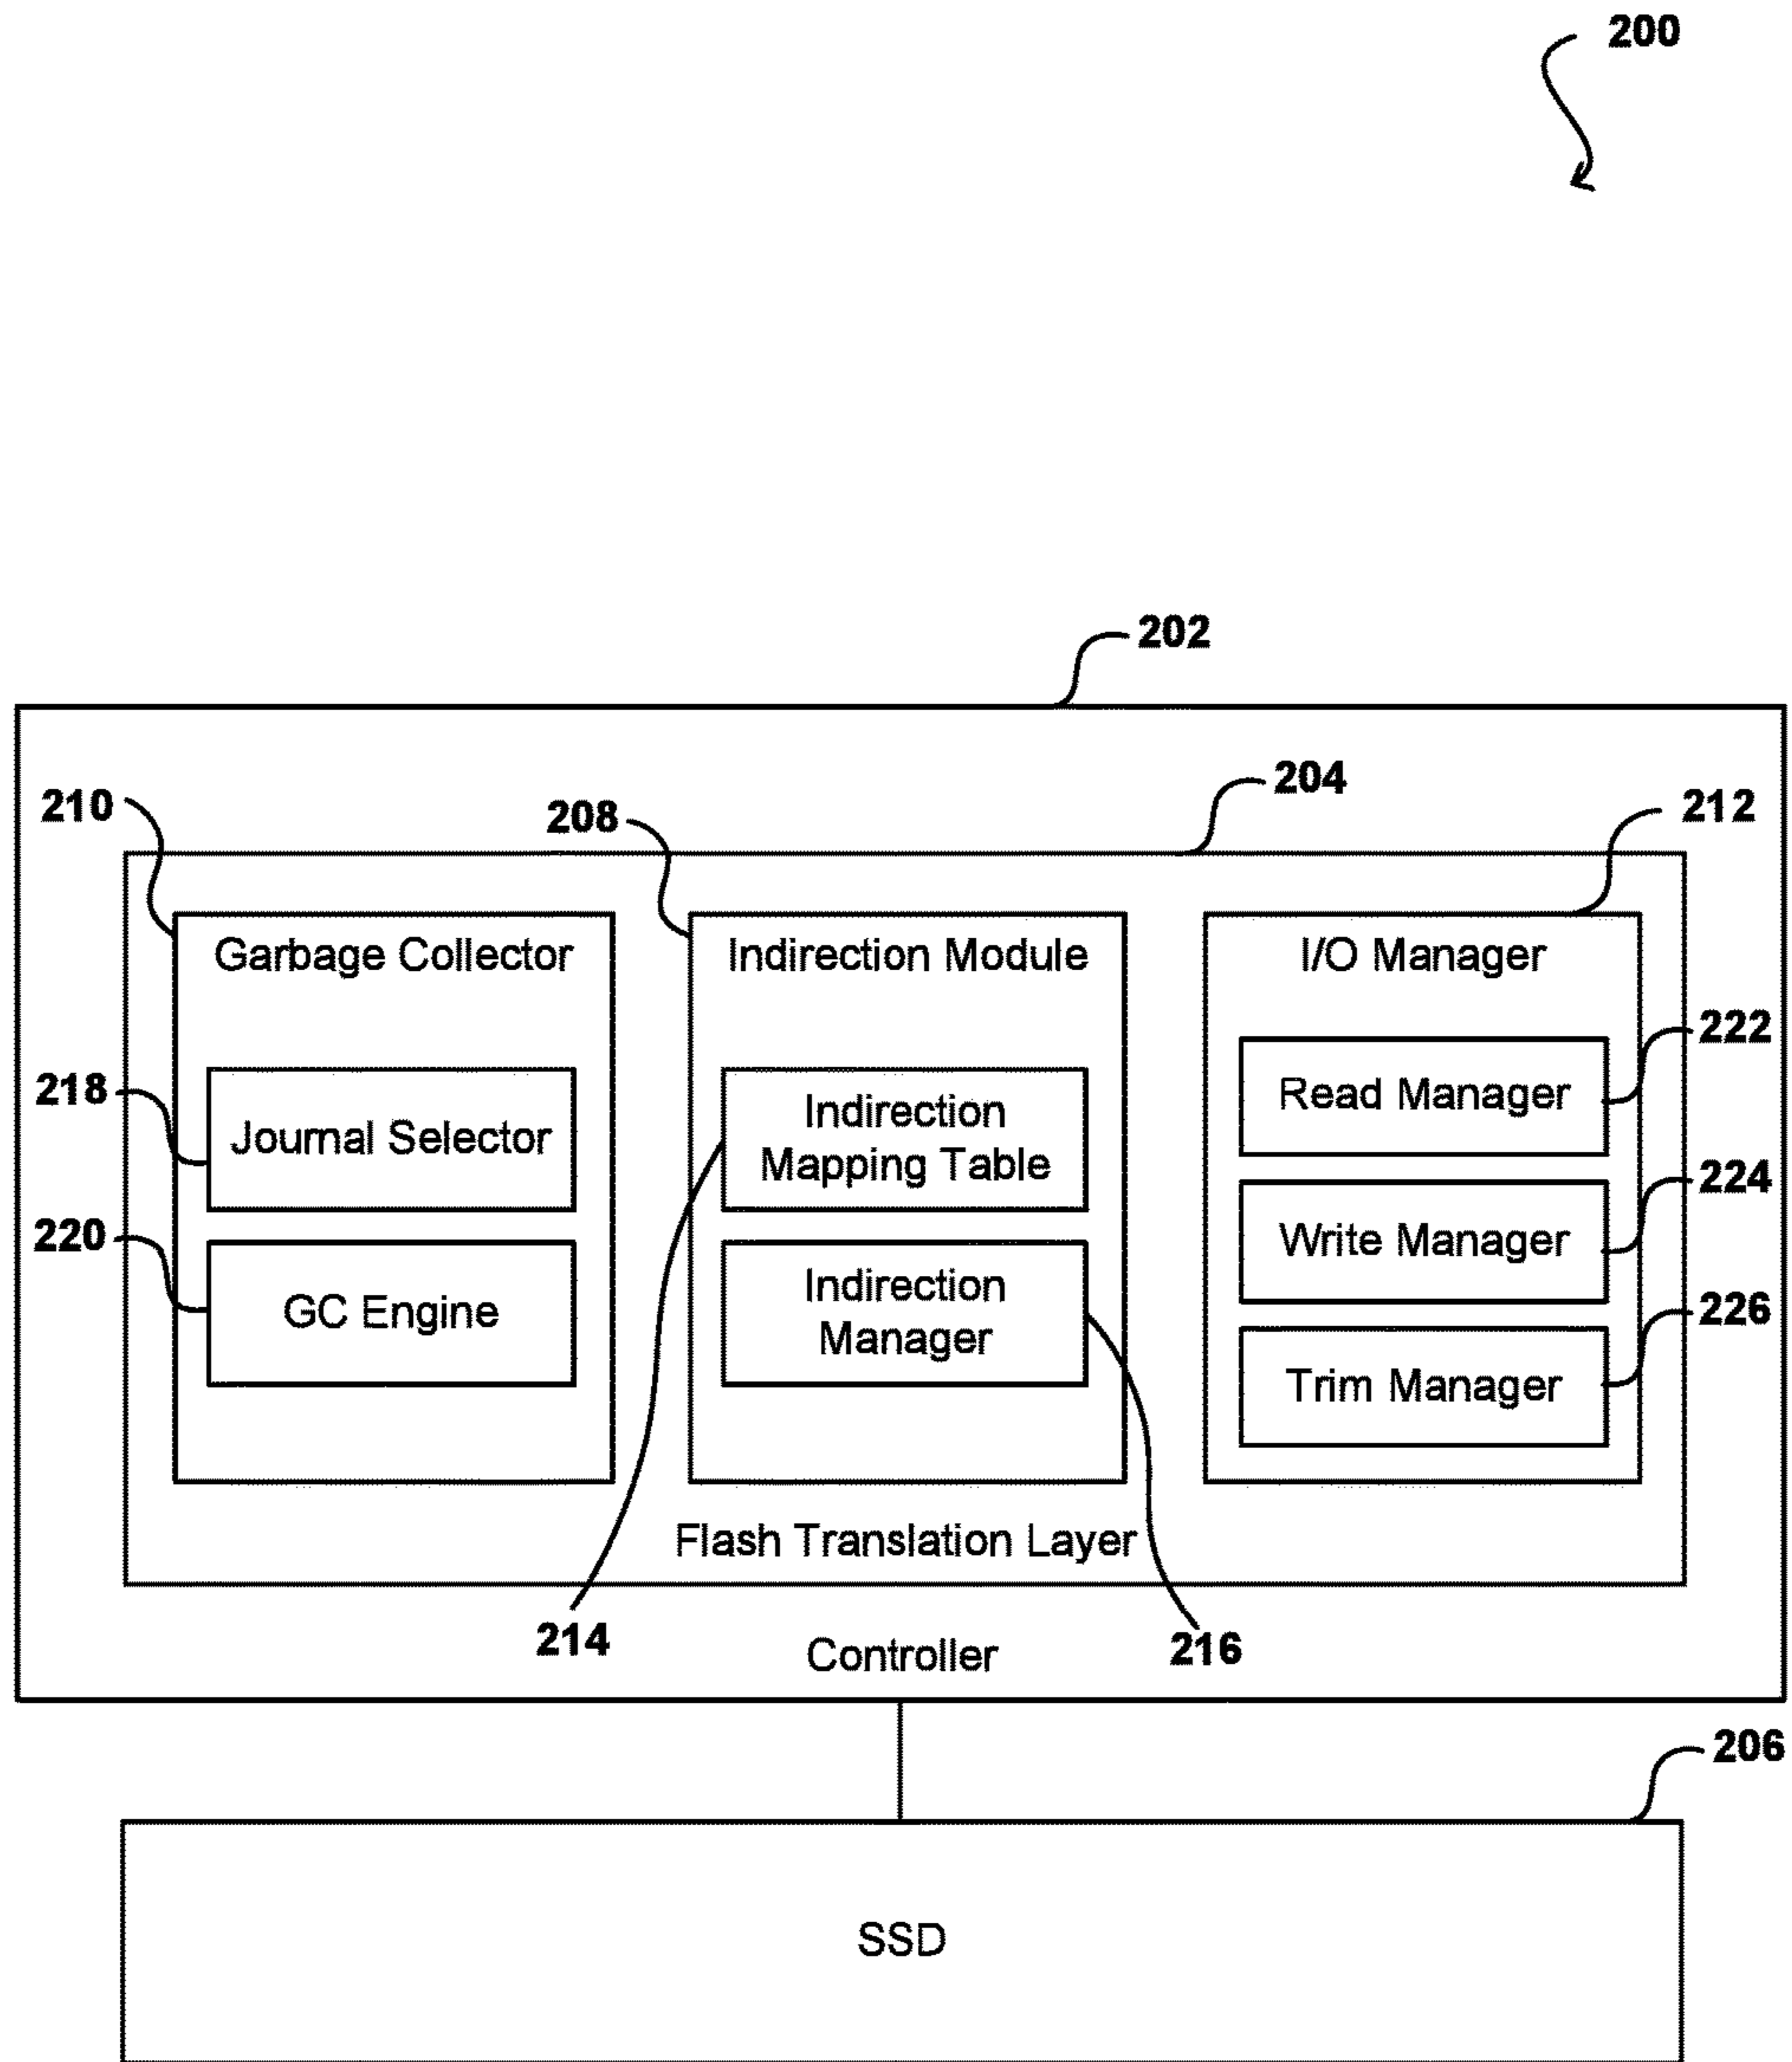 200
202
204
210
208
212
Garbage Collector
Indirection Module
I/O Manager
222
218
Journal Selector
Indirection
Mapping Table
Read Manager
224
220
GC Engine
Indirection
Manager
Write Manager
226
Trim Manager
Flash Translation Layer
214
Controller
216
206
SSD